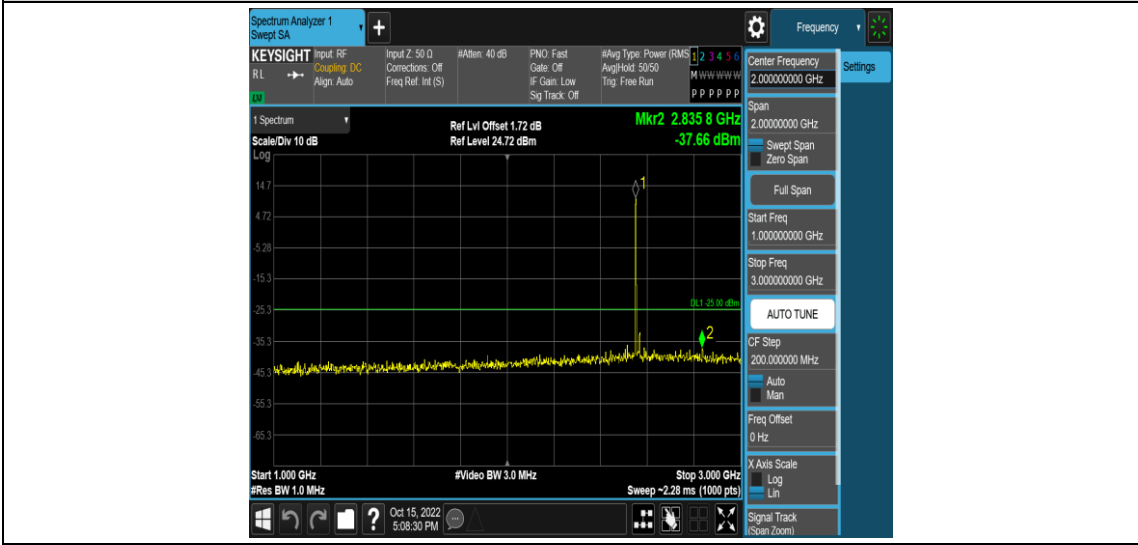 Spectrum Analyzer 1
Swept SA
+
Frequency
KEYSIGHT
RL
Input: RF
Coupling: DC
Align: Auto
Input Z: 50 Ω
Corrections: Off
Freq Ref: Int (S)
#Atten: 40 dB
PNO: Fast
Gate: Off
IF Gain: Low
Sig Track: Off
#Avg Type: Power (RMS
Avg|Hold: 50/50
Trig: Free Run
1 2 3 4 5 6
M W W W W W
P P P P P P
1 Spectrum
Scale/Div 10 dB
Log
Ref Lvl Offset 1.72 dB
Ref Level 24.72 dBm
Mkr2 2.835 8 GHz
-37.66 dBm
14.7
4.72
-5.28
-15.3
-25.3
-35.3
-45.3
-55.3
-65.3
1
DL1 -25.00 dBm
2
Start 1.000 GHz
#Res BW 1.0 MHz
#Video BW 3.0 MHz
Stop 3.000 GHz
Sweep ~2.28 ms (1000 pts)
?
Oct 15, 2022
5:08:30 PM
Center Frequency
2.000000000 GHz
Span
2.00000000 GHz
Swept Span
Zero Span
Full Span
Start Freq
1.000000000 GHz
Stop Freq
3.000000000 GHz
AUTO TUNE
CF Step
200.000000 MHz
Auto
Man
Freq Offset
0 Hz
X Axis Scale
Log
Lin
Signal Track
(Span Zoom)
Settings